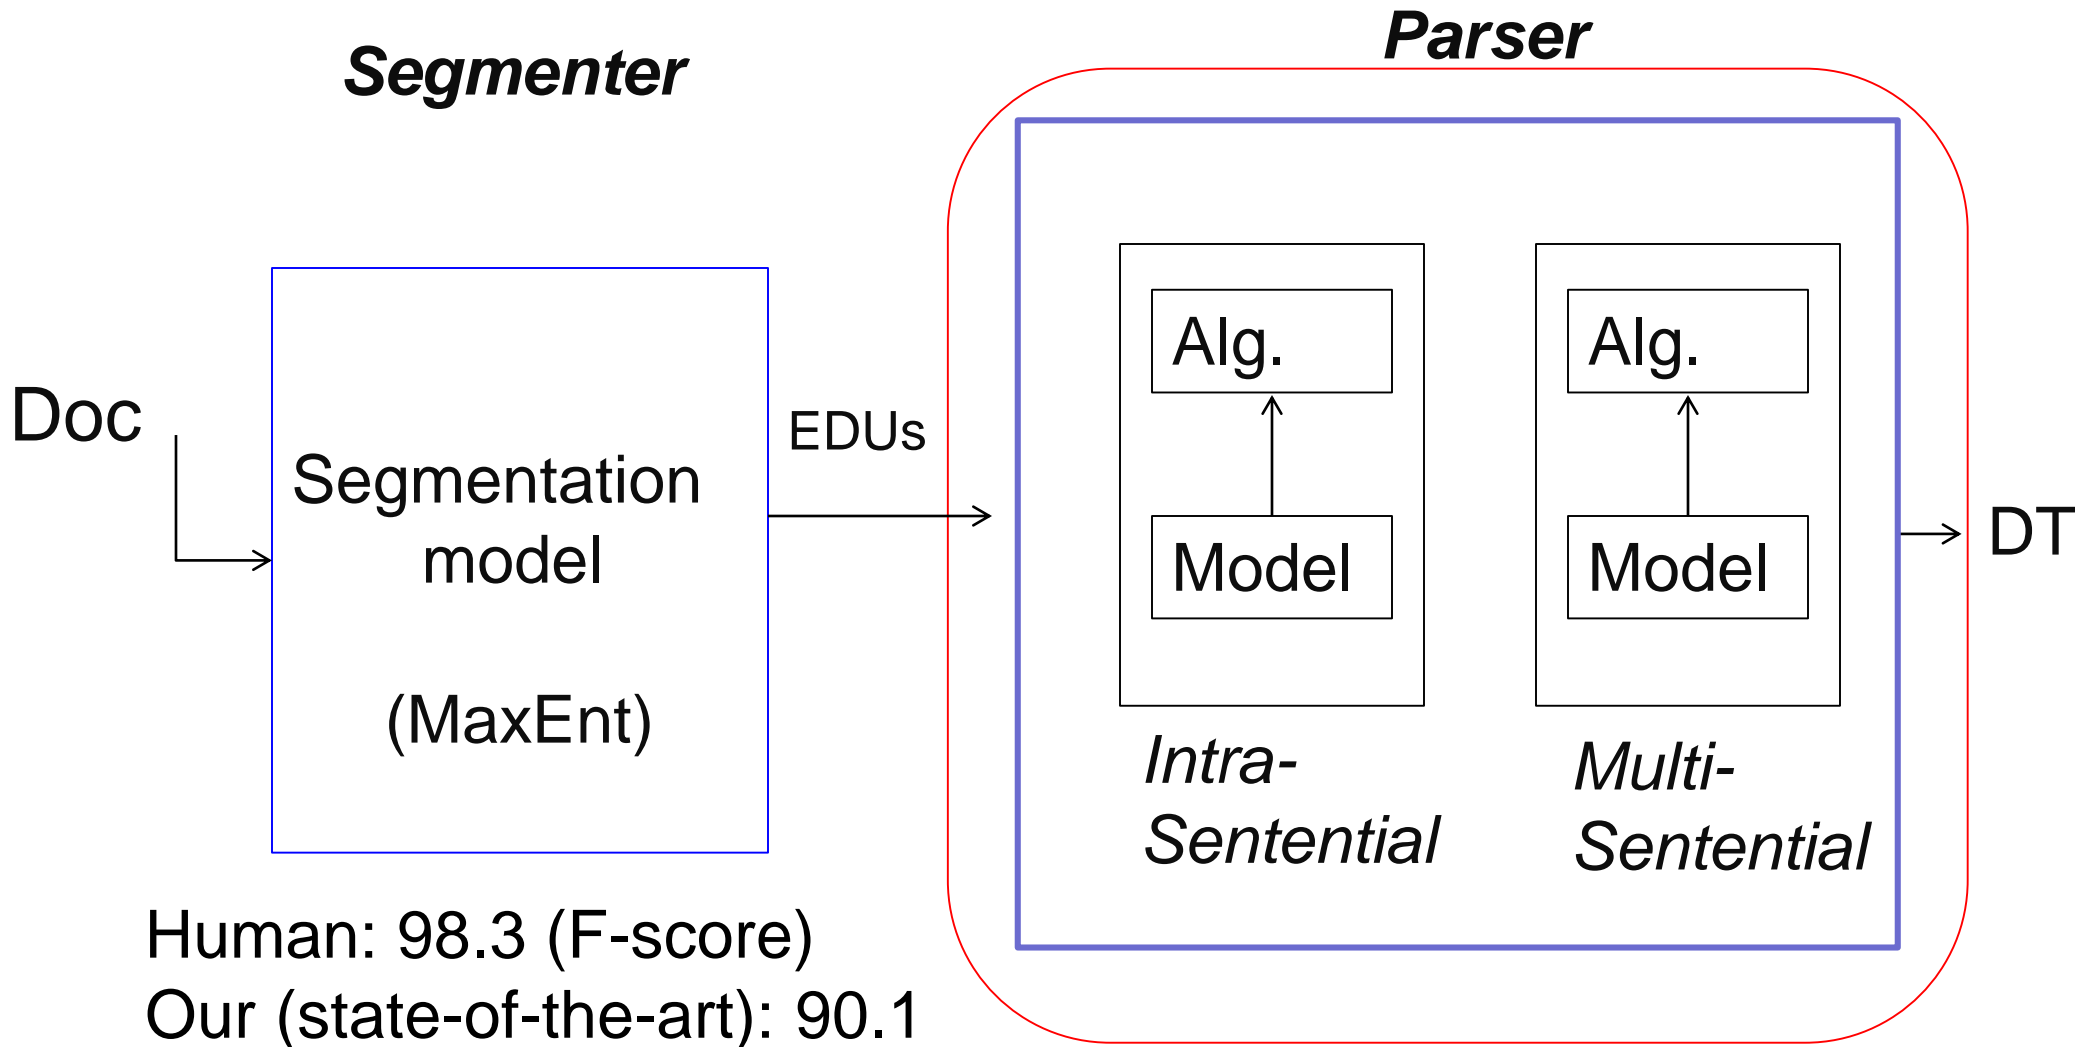 Segmenter
Parser
Doc
Segmentation
model
(MaxEnt)
EDUs
Alg.
Model
Intra-
Sentential
Alg.
Model
Multi-
Sentential
DT
Human: 98.3 (F-score)
Our (state-of-the-art): 90.1